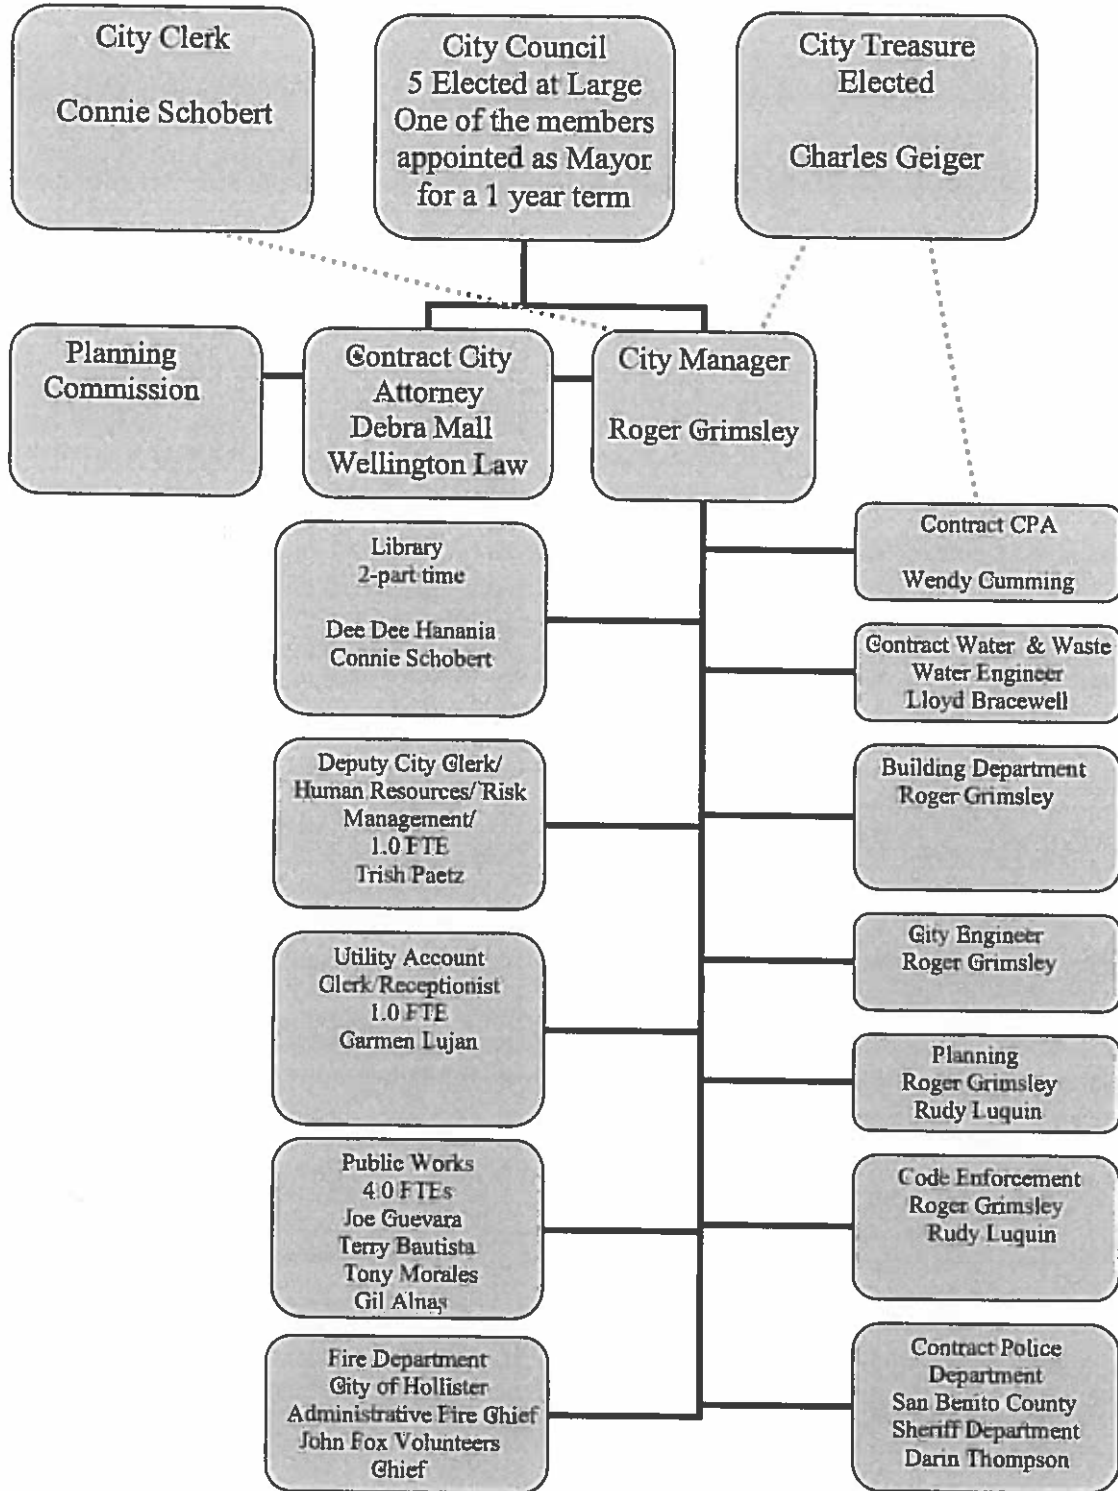 City Clerk
Connie Schobert
City Council
5 Elected at Large
One of the members
appointed as Mayor
for a 1 year term
City Treasure
Elected
Charles Geiger
Planning
Commission
Contract City
Attorney
Debra Mall
Wellington Law
City Manager
Roger Grimsley
Library
2-part time
Dee Dee Hanania
Connie Schobert
Deputy City Clerk/
Human Resources/Risk
Management/
1.0 FTE
Trish Paetz
Utility Account
Clerk/Receptionist
1.0 FTE
Carmen Lujan
Public Works
4.0 FTEs
Joe Guevara
Terry Bautista
Tony Morales
Gil Alnas
Fire Department
City of Hollister
Administrative Fire Chief
John Fox Volunteers
Chief
Contract CPA
Wendy Cumming
Contract Water & Waste
Water Engineer
Lloyd Bracewell
Building Department
Roger Grimsley
City Engineer
Roger Grimsley
Planning
Roger Grimsley
Rudy Luquin
Code Enforcement
Roger Grimsley
Rudy Luquin
Contract Police
Department
San Benito County
Sheriff Department
Darin Thompson